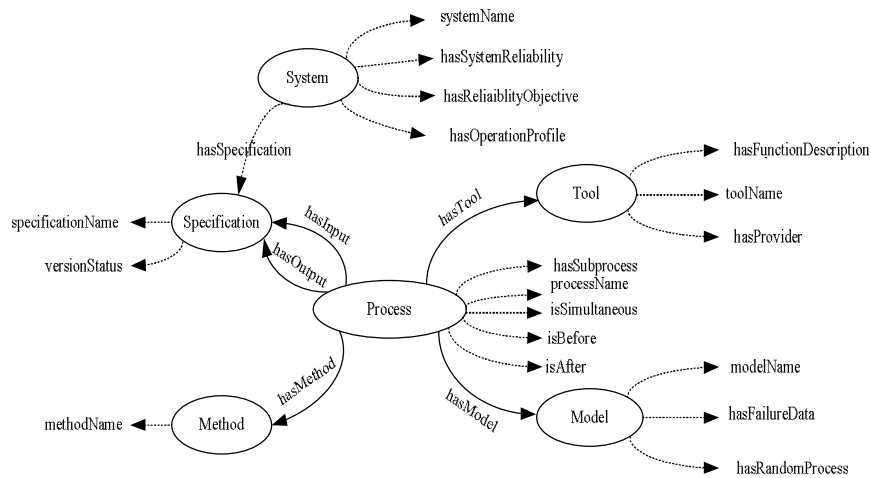 systemName
System
hasSystemReliability
hasReliaiblityObjective
hasOperationProfile
hasSpecification
hasFunctionDescription
hasTool
Tool
toolName
hasProvider
specificationName
Specification
hasInput
versionStatus
hasOutput
hasSubprocess
processName
Process
isSimultaneous
isBefore
isAfter
hasMethod
hasModel
modelName
methodName
Method
Model
hasFailureData
hasRandomProcess